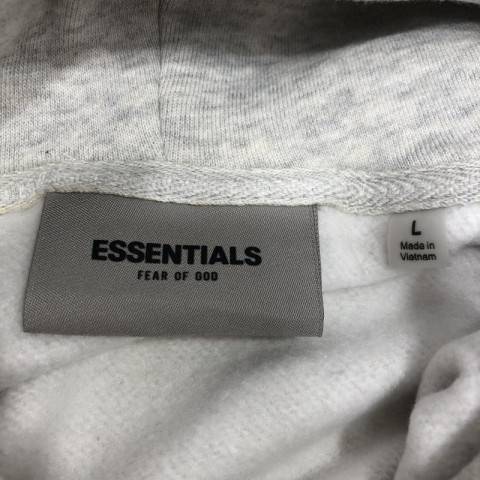 ESSENTIALS
FEAR OF GOD
L
Made in
Vietnam